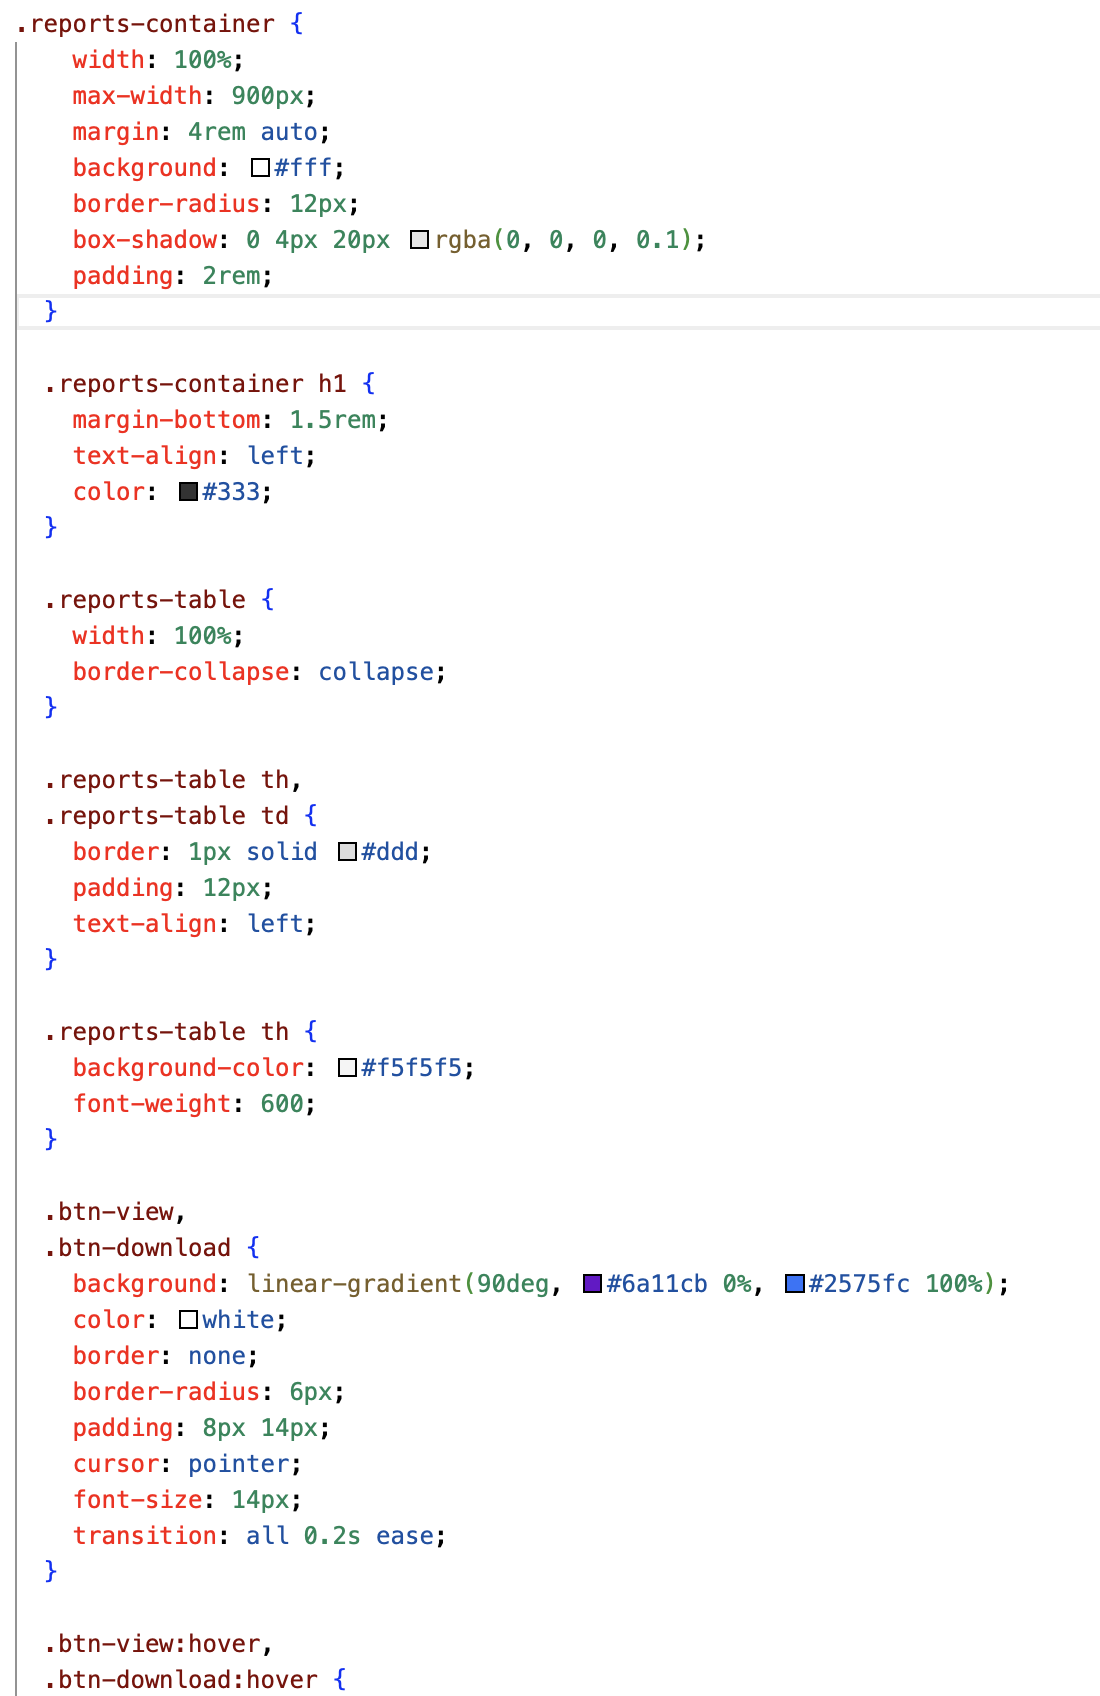 .reports-container {
    width: 100%;
    max-width: 900px;
    margin: 4rem auto;
    background: #fff;
    border-radius: 12px;
    box-shadow: 0 4px 20px rgba(0, 0, 0, 0.1);
    padding: 2rem;
  }

  .reports-container h1 {
    margin-bottom: 1.5rem;
    text-align: left;
    color: #333;
  }

  .reports-table {
    width: 100%;
    border-collapse: collapse;
  }

  .reports-table th,
  .reports-table td {
    border: 1px solid #ddd;
    padding: 12px;
    text-align: left;
  }

  .reports-table th {
    background-color: #f5f5f5;
    font-weight: 600;
  }

  .btn-view,
  .btn-download {
    background: linear-gradient(90deg, #6a11cb 0%, #2575fc 100%);
    color: white;
    border: none;
    border-radius: 6px;
    padding: 8px 14px;
    cursor: pointer;
    font-size: 14px;
    transition: all 0.2s ease;
  }

  .btn-view:hover,
  .btn-download:hover {